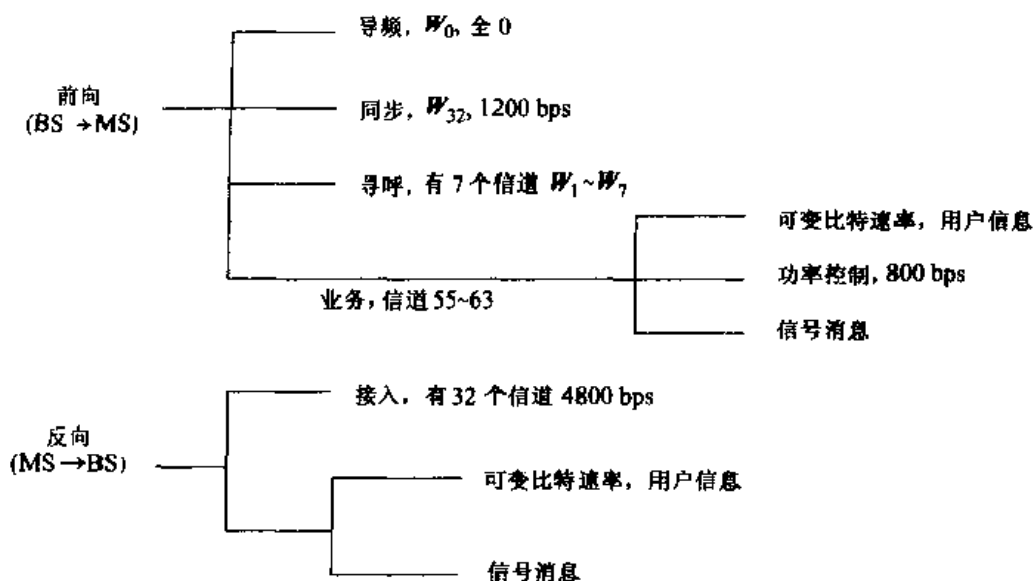 导频, W₀, 全 0
前向
(BS →MS)
同步, W₃₂, 1200 bps
寻呼, 有 7 个信道 W₁~W₇
可变比特速率, 用户信息
功率控制, 800 bps
业务, 信道 55~63
信号消息
接入, 有 32 个信道 4800 bps
反向
(MS →BS)
可变比特速率, 用户信息
信号消息